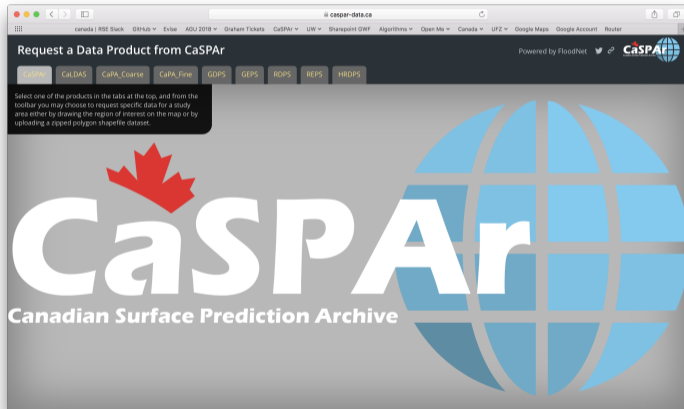 caspar-data.ca
canada | RSE Slack GitHub Evise AGU 2018 Graham Tickets CaSPAr UW Sharepoint GWF Algorithms Open Me Canada UFZ Google Maps Google Account Router
Request a Data Product from CaSPAr
Powered by FloodNet
CaSPAr
CaSPAr CaLDAS CaPA_Coarse CaPA_Fine GDPS GEPS RDPS REPS HRDPS
Select one of the products in the tabs at the top, and from the
toolbar you may choose to request specific data for a study
area either by drawing the region of interest on the map or by
uploading a zipped polygon shapefile dataset.
CaSPAr
Canadian Surface Prediction Archive